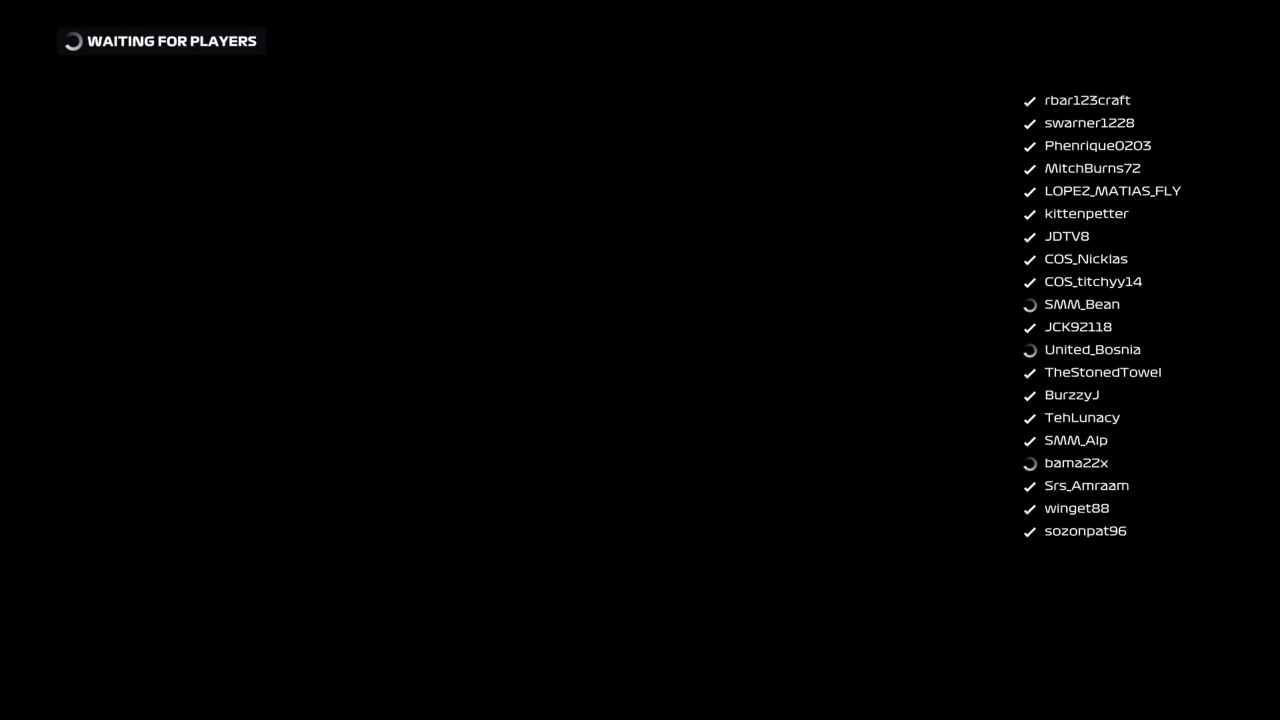 WAITING FOR PLAYERS
rbar123craft
swarner1228
Phenrique0203
MitchBurns72
LOPEZ_MATIAS_FLY
kittenpetter
JDTV8
COS_Nicklas
COS_titchyy14
SMM_Bean
JCK92118
United_Bosnia
TheStonedTowel
BurzzyJ
TehLunacy
SMM_Alp
bama22x
Srs_Amraam
winget88
sozonpat96